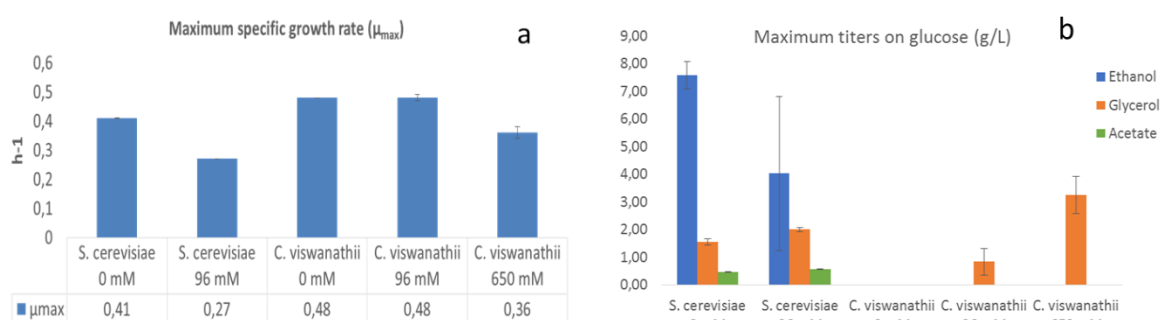 Maximum specific growth rate (μmax)
a
0,6
0,5
0,4
0,3
0,2
0,1
0
h-1
S. cerevisiae S. cerevisiae C. viswanathii C. viswanathii C. viswanathii
0 mM 96 mM 0 mM 96 mM 650 mM
μmax 0,41 0,27 0,48 0,48 0,36
Maximum titers on glucose (g/L)
b
9,00
8,00
7,00
6,00
5,00
4,00
3,00
2,00
1,00
0,00
Ethanol
Glycerol
Acetate
S. cerevisiae S. cerevisiae C. viswanathii C. viswanathii C. viswanathii